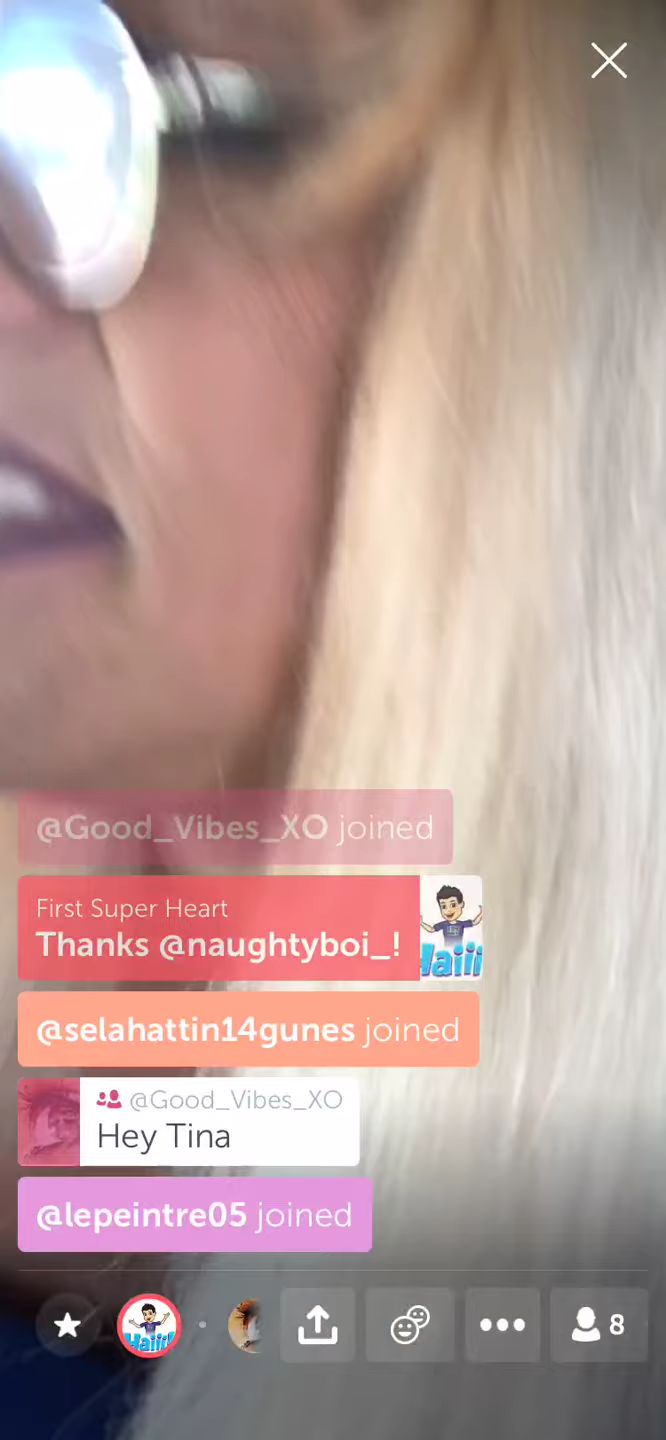 @Good_Vibes_XO joined
First Super Heart
Thanks @naughtyboi_!
Haiii
@selahattin14gunes joined
@Good_Vibes_XO
Hey Tina
@lepeintre05 joined
Haiii
8